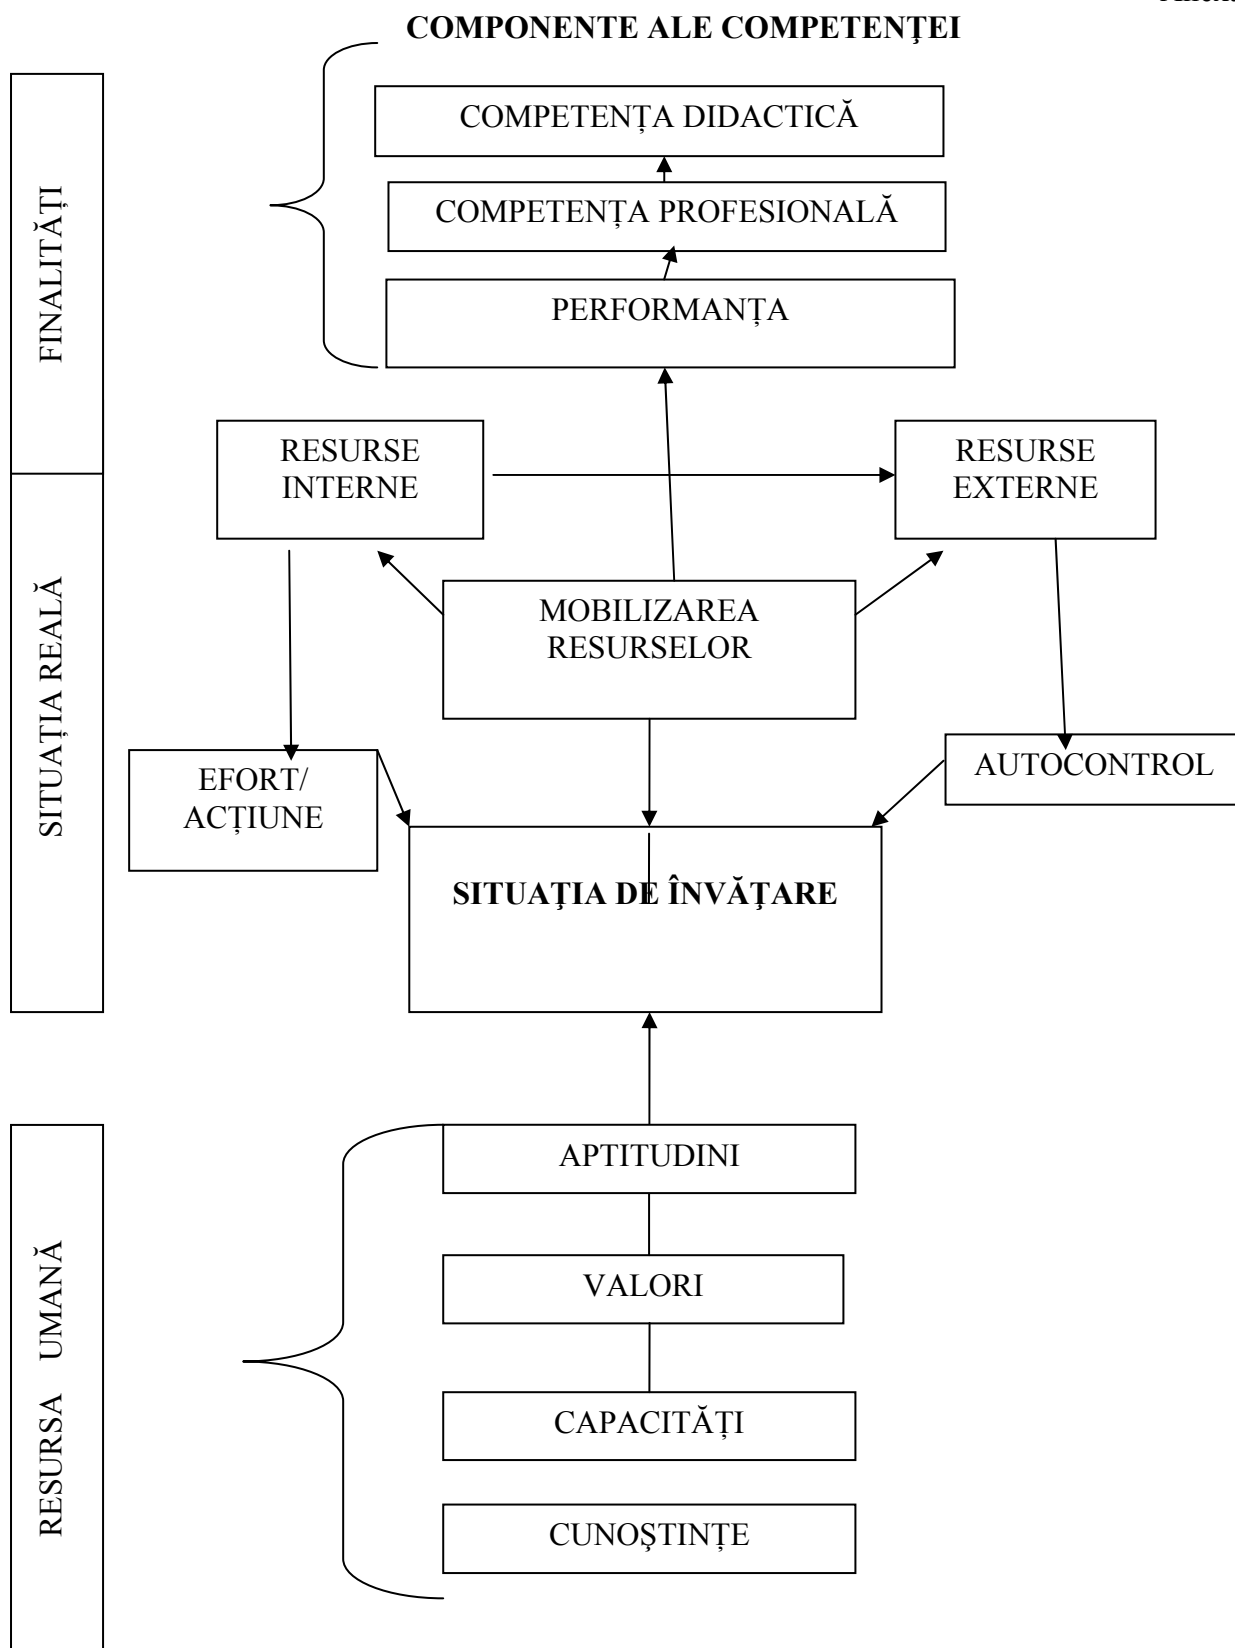 COMPONENTE ALE COMPETENŢEI
FINALITĂȚI
COMPETENȚA DIDACTICĂ
COMPETENȚA PROFESIONALĂ
PERFORMANȚA
SITUAȚIA REALĂ
RESURSE
INTERNE
RESURSE
EXTERNE
MOBILIZAREA
RESURSELOR
EFORT/
ACȚIUNE
AUTOCONTROL
SITUAŢIA DE ÎNVĂŢARE
RESURSA UMANĂ
APTITUDINI
VALORI
CAPACITĂȚI
CUNOŞTINȚE